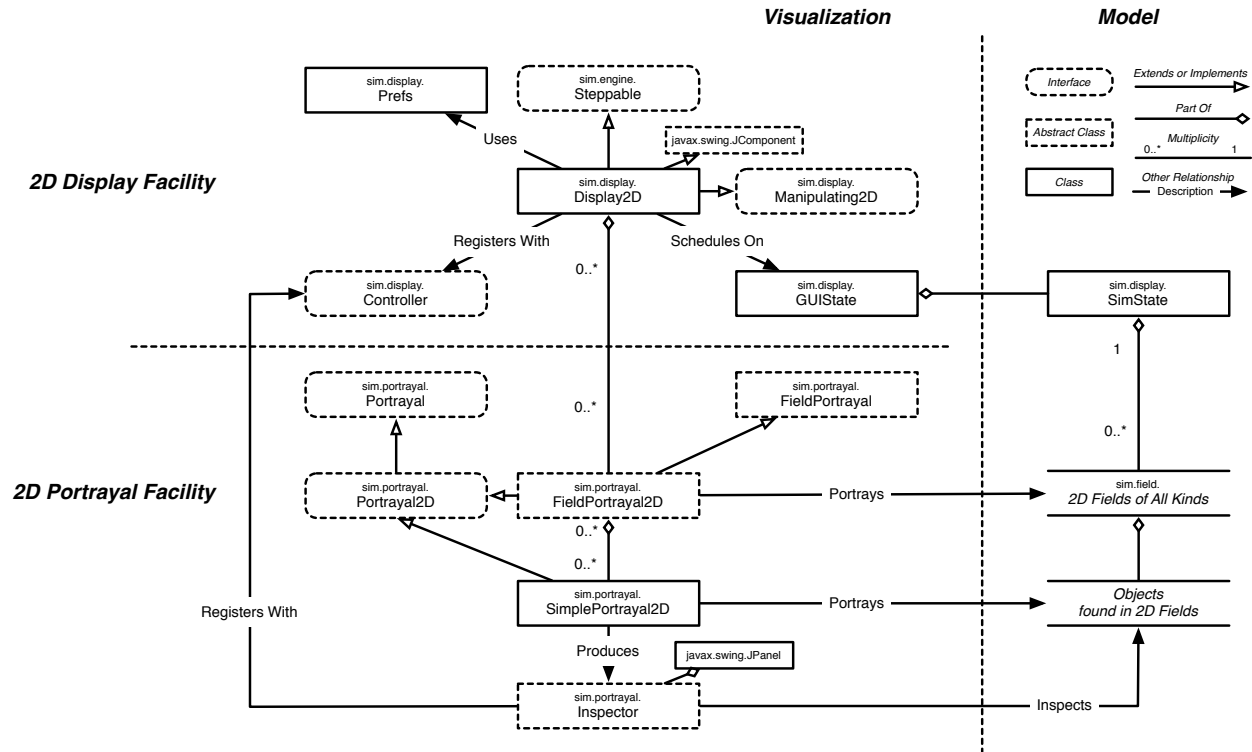 Visualization
Model
sim.display.
Prefs
sim.engine.
Steppable
Interface
Extends or Implements
Uses
javax.swing.JComponent
Abstract Class
Part Of
Multiplicity
0..*
1
2D Display Facility
sim.display.
Display2D
sim.display.
Manipulating2D
Class
Other Relationship
Description
Registers With
Schedules On
0..*
sim.display.
Controller
sim.display.
GUIState
sim.display.
SimState
1
sim.portrayal.
Portrayal
0..*
sim.portrayal.
FieldPortrayal
0..*
2D Portrayal Facility
sim.portrayal.
Portrayal2D
sim.portrayal.
FieldPortrayal2D
Portrays
sim.field.
2D Fields of All Kinds
0..*
0..*
Registers With
sim.portrayal.
SimplePortrayal2D
Portrays
Objects
found in 2D Fields
Produces
javax.swing.JPanel
sim.portrayal.
Inspector
Inspects